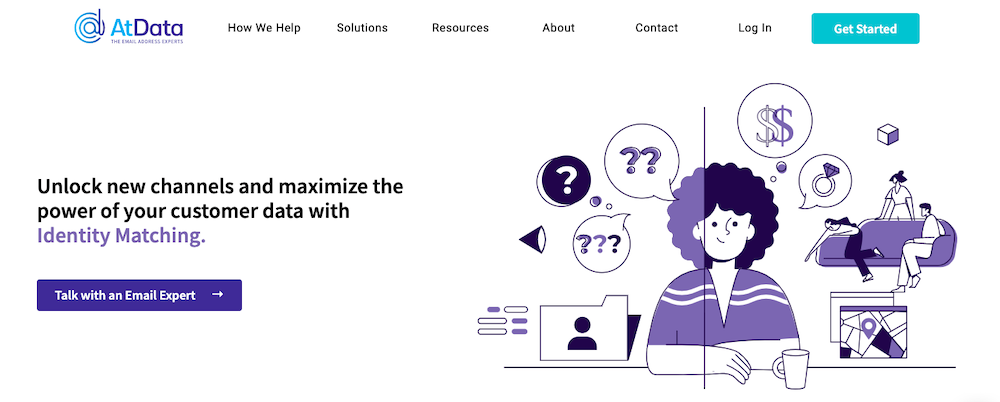 AtData
THE EMAIL ADDRESS EXPERTS
How We Help
Solutions
Resources
About
Contact
Log In
Get Started
Unlock new channels and maximize the
power of your customer data with
Identity Matching.
Talk with an Email Expert →
?
??
???
$$